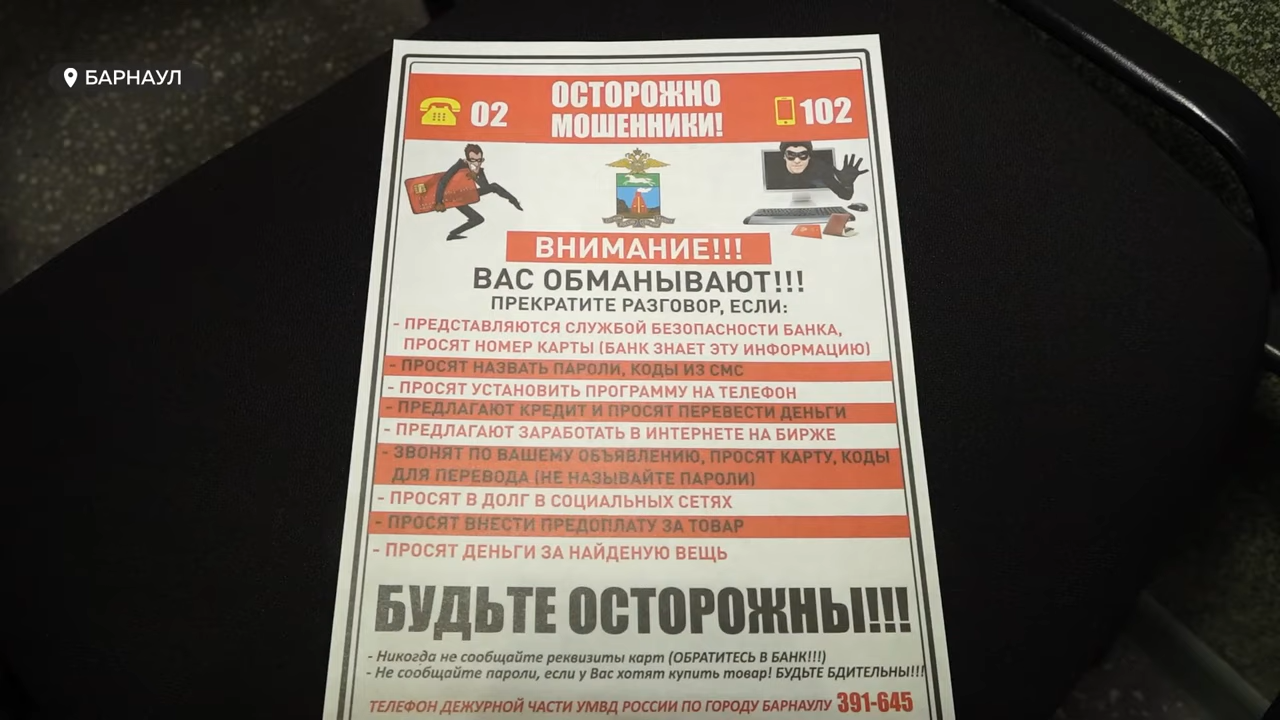 БАРНАУЛ
02
ОСТОРОЖНО
МОШЕННИКИ!
102
ВНИМАНИЕ!!!
ВАС ОБМАНЫВАЮТ!!!
ПРЕКРАТИТЕ РАЗГОВОР, ЕСЛИ:
- ПРЕДСТАВЛЯЮТСЯ СЛУЖБОЙ БЕЗОПАСНОСТИ БАНКА,
ПРОСЯТ НОМЕР КАРТЫ (БАНК ЗНАЕТ ЭТУ ИНФОРМАЦИЮ)
- ПРОСЯТ НАЗВАТЬ ПАРОЛИ, КОДЫ ИЗ СМС
- ПРОСЯТ УСТАНОВИТЬ ПРОГРАММУ НА ТЕЛЕФОН
- ПРЕДЛАГАЮТ КРЕДИТ И ПРОСЯТ ПЕРЕВЕСТИ ДЕНЬГИ
- ПРЕДЛАГАЮТ ЗАРАБОТАТЬ В ИНТЕРНЕТЕ НА БИРЖЕ
- ЗВОНЯТ ПО ВАШЕМУ ОБЪЯВЛЕНИЮ, ПРОСЯТ КАРТУ, КОДЫ
ДЛЯ ПЕРЕВОДА (НЕ НАЗЫВАЙТЕ ПАРОЛИ)
- ПРОСЯТ В ДОЛГ В СОЦИАЛЬНЫХ СЕТЯХ
- ПРОСЯТ ВНЕСТИ ПРЕДОПЛАТУ ЗА ТОВАР
- ПРОСЯТ ДЕНЬГИ ЗА НАЙДЕНУЮ ВЕЩЬ
БУДЬТЕ ОСТОРОЖНЫ!!!
- Никогда не сообщайте реквизиты карт (ОБРАТИТЕСЬ В БАНК!!!)
- Не сообщайте пароли, если у Вас хотят купить товар! БУДЬТЕ БДИТЕЛЬНЫ!!!
ТЕЛЕФОН ДЕЖУРНОЙ ЧАСТИ УМВД РОССИИ ПО ГОРОДУ БАРНАУЛУ 391-645